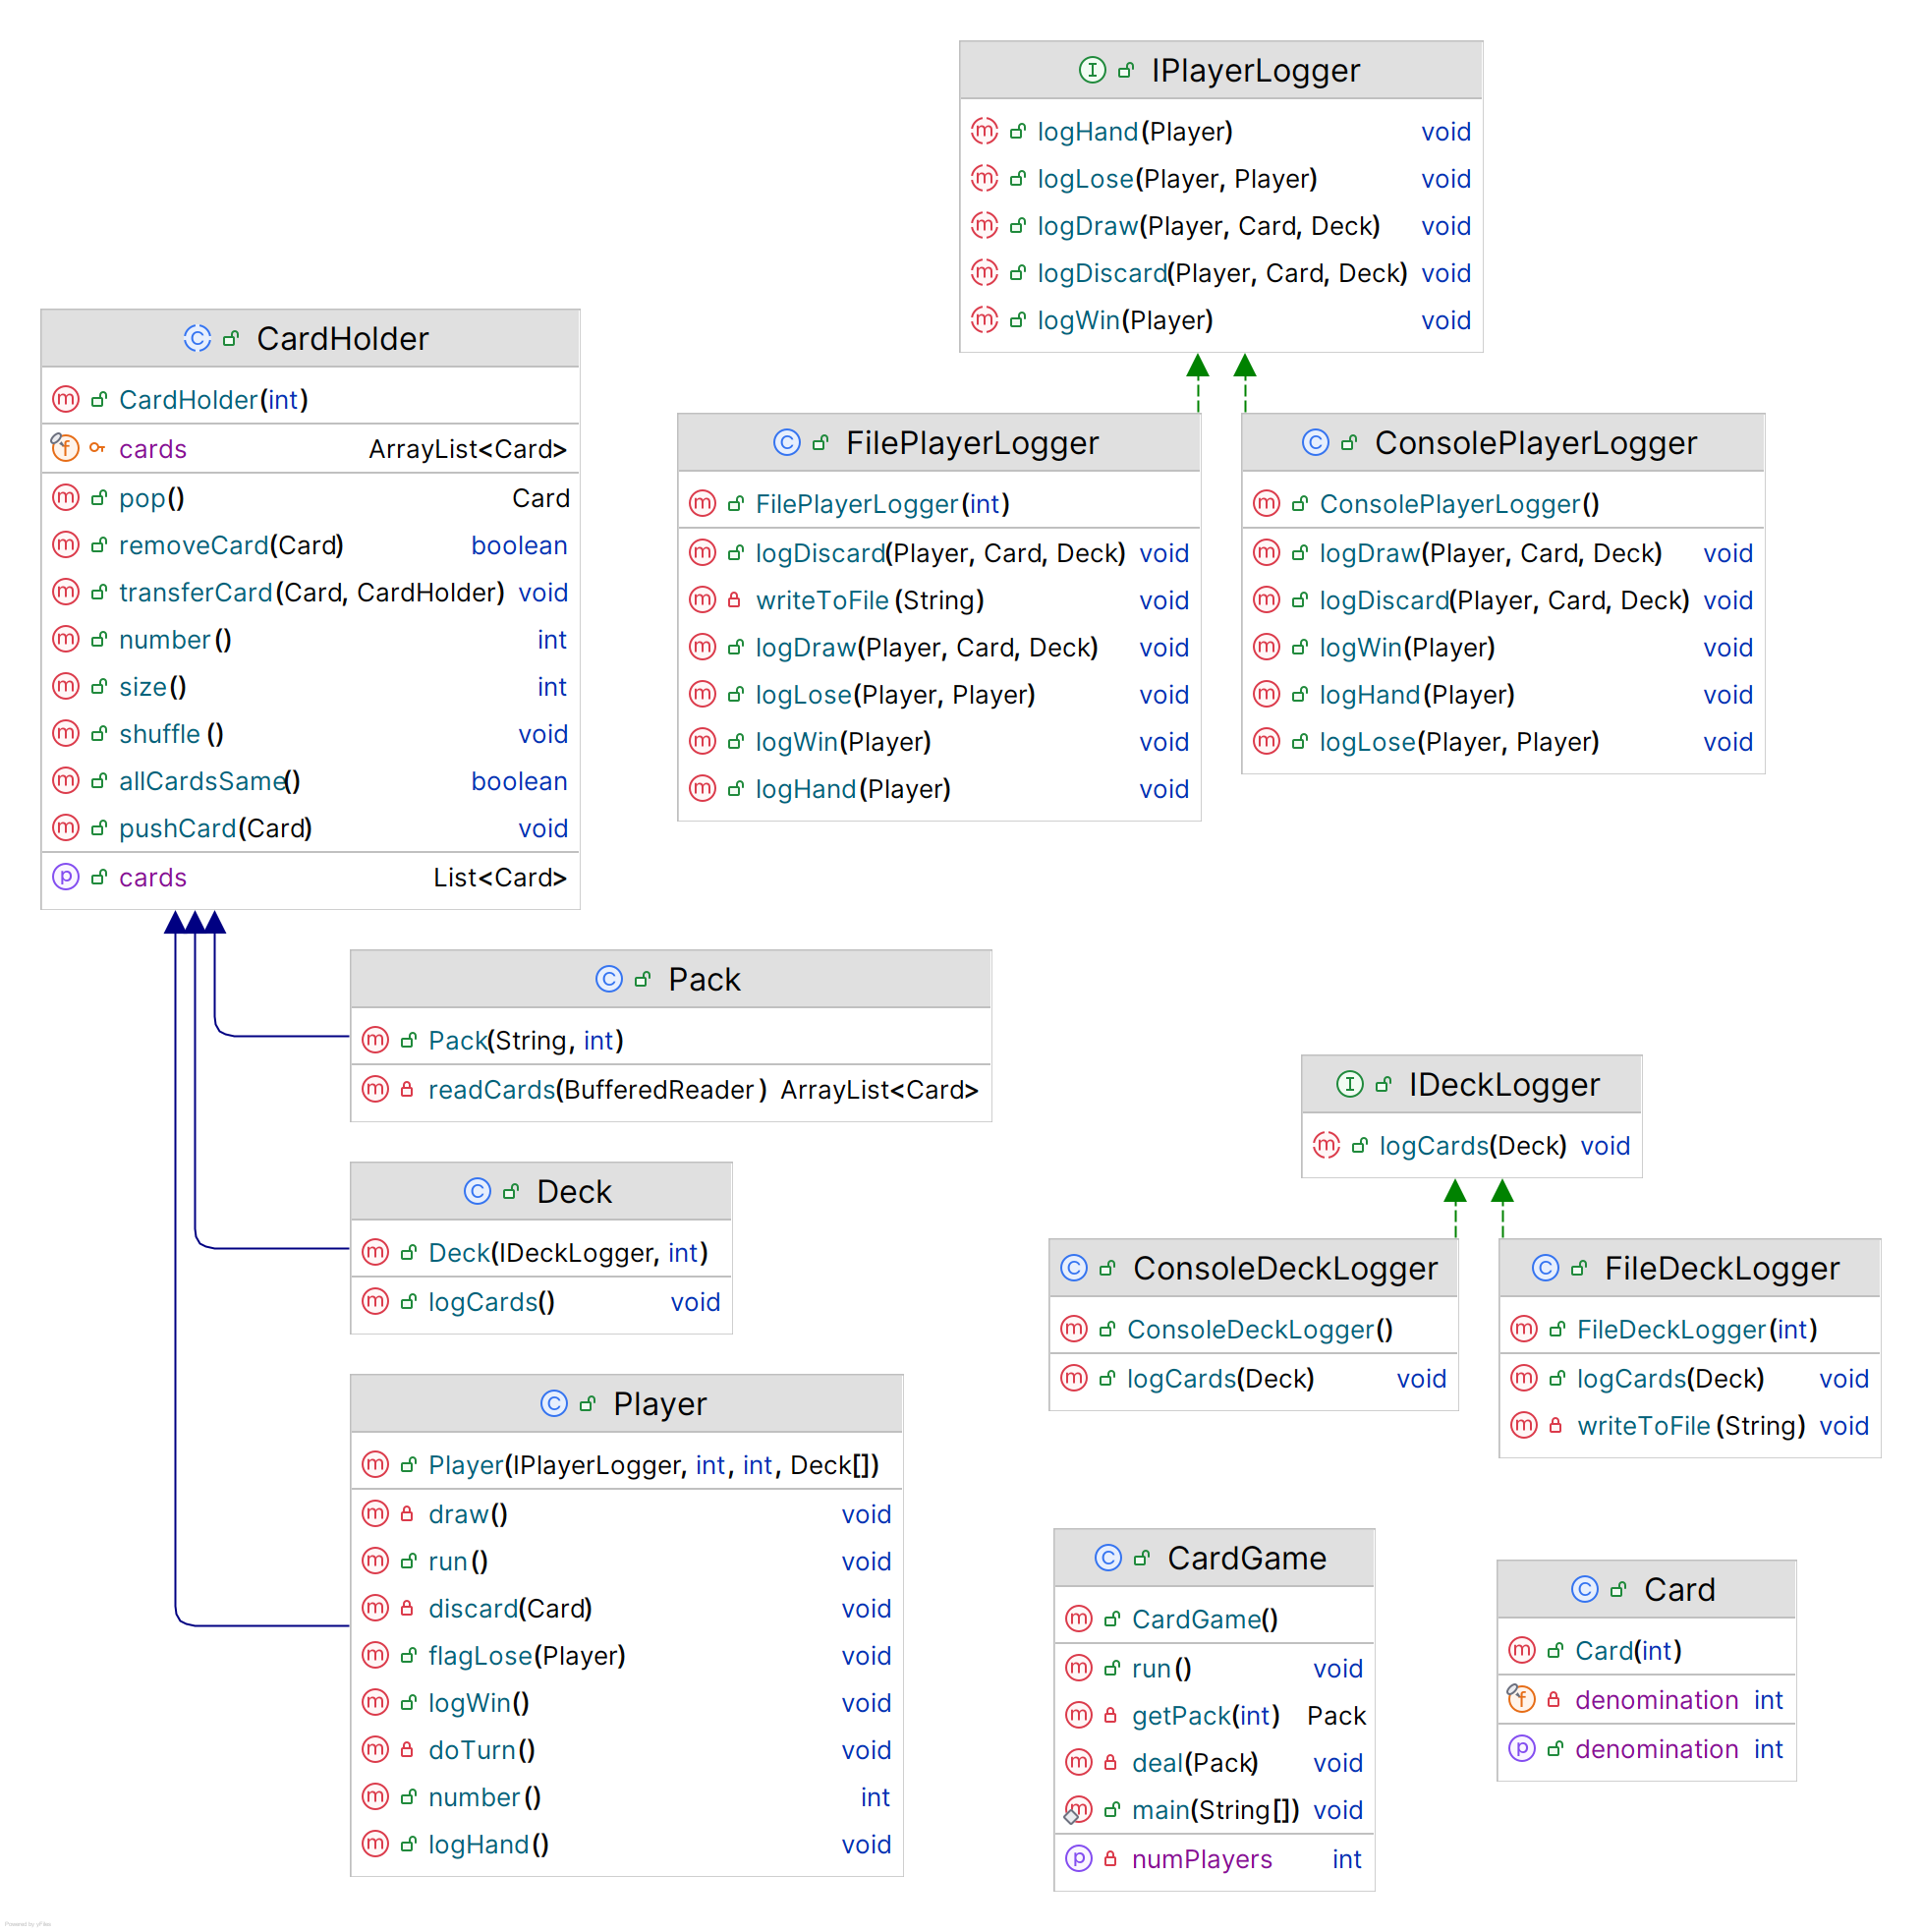 IPlayerLogger
logHand(Player) void
logLose(Player, Player) void
logDraw(Player, Card, Deck) void
logDiscard(Player, Card, Deck) void
logWin(Player) void
CardHolder
CardHolder(int)
cards ArrayList<Card>
pop() Card
removeCard(Card) boolean
transferCard(Card, CardHolder) void
number() int
size() int
shuffle() void
allCardsSame() boolean
pushCard(Card) void
cards List<Card>
FilePlayerLogger
FilePlayerLogger(int)
logDiscard(Player, Card, Deck) void
writeToFile(String) void
logDraw(Player, Card, Deck) void
logLose(Player, Player) void
logWin(Player) void
logHand(Player) void
ConsolePlayerLogger
ConsolePlayerLogger()
logDraw(Player, Card, Deck) void
logDiscard(Player, Card, Deck) void
logWin(Player) void
logHand(Player) void
logLose(Player, Player) void
Pack
Pack(String, int)
readCards(BufferedReader) ArrayList<Card>
Deck
Deck(IDeckLogger, int)
logCards() void
Player
Player(IPlayerLogger, int, int, Deck[])
draw() void
run() void
discard(Card) void
flagLose(Player) void
logWin() void
doTurn() void
number() int
logHand() void
IDeckLogger
logCards(Deck) void
ConsoleDeckLogger
ConsoleDeckLogger()
logCards(Deck) void
FileDeckLogger
FileDeckLogger(int)
logCards(Deck) void
writeToFile(String) void
CardGame
CardGame()
run() void
getPack(int) Pack
deal(Pack) void
main(String[]) void
numPlayers int
Card
Card(int)
denomination int
denomination int
Powered by yFiles